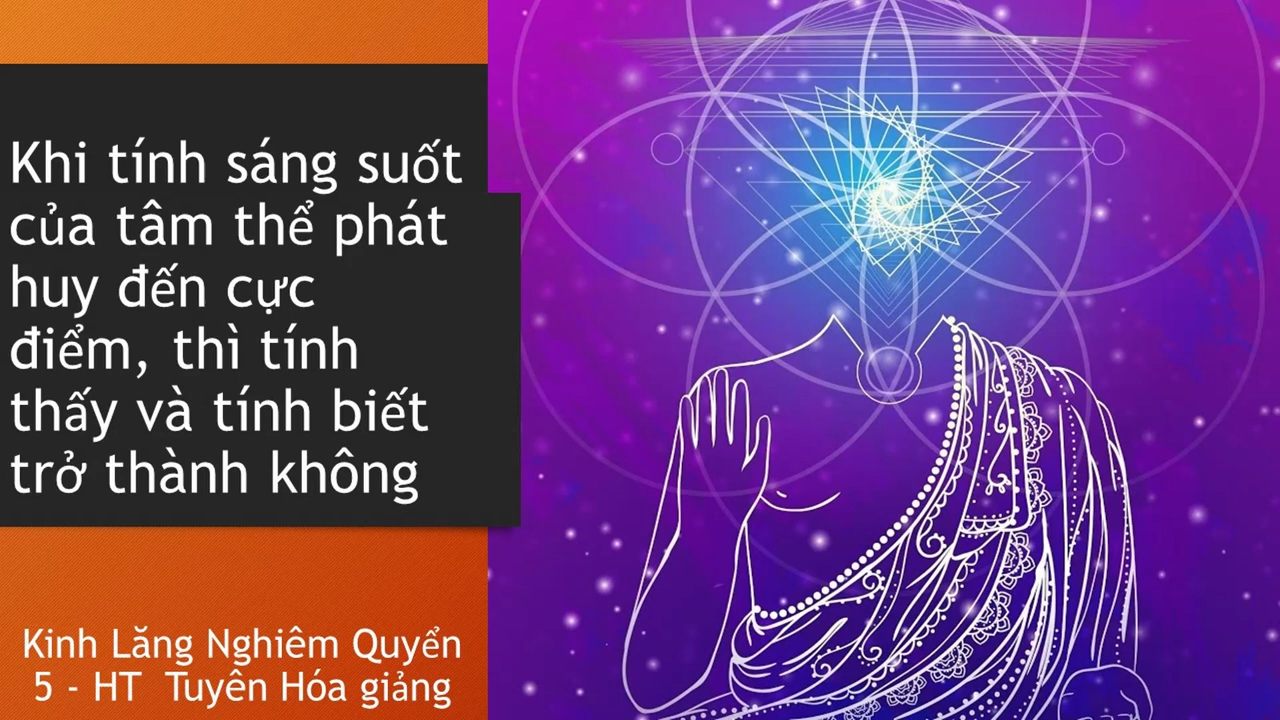 Khi tính sáng suốt
của tâm thể phát
huy đến cực
điểm, thì tính
thấy và tính biết
trở thành không
Kinh Lăng Nghiêm Quyển
5 - HT  Tuyên Hóa giảng